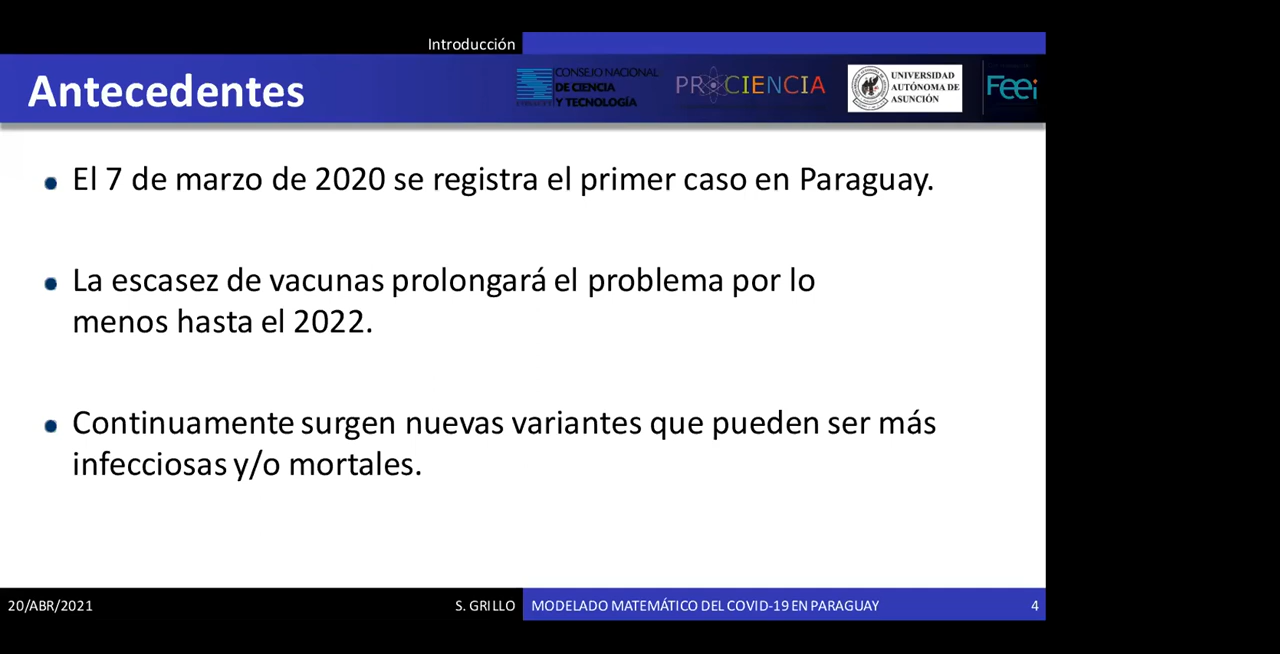 Introducción
Antecedentes
CONSEJO NACIONAL
DE CIENCIA
Y TECNOLOGÍA
PROCIENCIA
UNIVERSIDAD
AUTÓNOMA DE
ASUNCIÓN
Feei
El 7 de marzo de 2020 se registra el primer caso en Paraguay.
La escasez de vacunas prolongará el problema por lo
menos hasta el 2022.
Continuamente surgen nuevas variantes que pueden ser más
infecciosas y/o mortales.
20/ABR/2021
S. GRILLO
MODELADO MATEMÁTICO DEL COVID-19 EN PARAGUAY
4